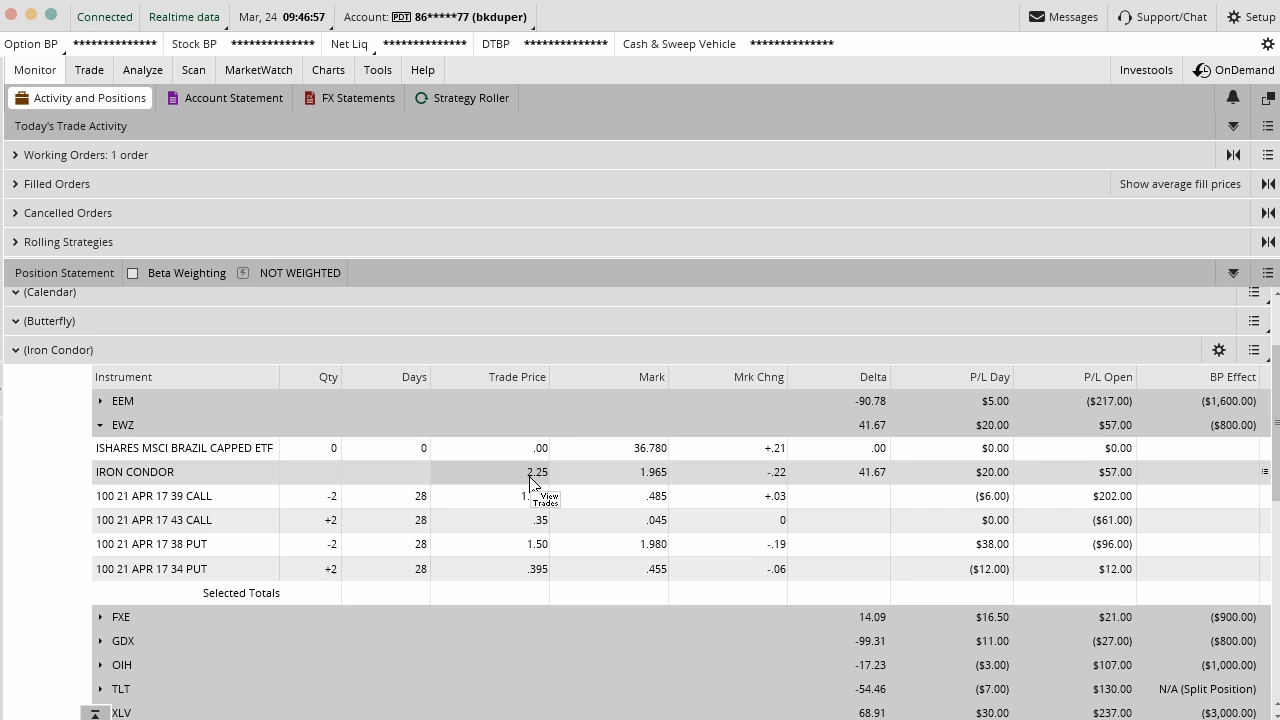 Connected Realtime data Mar, 24 09:46:57 Account: PDT 86*****77 (bkduper) Messages Support/Chat Setup
Option BP ************** Stock BP ************** Net Liq ************** DTBP ************** Cash & Sweep Vehicle **************
Monitor Trade Analyze Scan MarketWatch Charts Tools Help Investools OnDemand
Activity and Positions Account Statement FX Statements Strategy Roller
Today's Trade Activity
Working Orders: 1 order
Filled Orders Show average fill prices
Cancelled Orders
Rolling Strategies
Position Statement Beta Weighting NOT WEIGHTED
(Calendar)
(Butterfly)
(Iron Condor)
Instrument Qty Days Trade Price Mark Mrk Chng Delta P/L Day P/L Open BP Effect
EEM -90.78 $5.00 ($217.00) ($1,600.00)
EWZ 41.67 $20.00 $57.00 ($800.00)
ISHARES MSCI BRAZIL CAPPED ETF 0 0 .00 36.780 +.21 .00 $0.00 $0.00
IRON CONDOR 2.25 1.965 -.22 41.67 $20.00 $57.00
100 21 APR 17 39 CALL -2 28 .485 +.03 ($6.00) $202.00
View Trades
100 21 APR 17 43 CALL +2 28 .35 .045 0 $0.00 ($61.00)
100 21 APR 17 38 PUT -2 28 1.50 1.980 -.19 $38.00 ($96.00)
100 21 APR 17 34 PUT +2 28 .395 .455 -.06 ($12.00) $12.00
Selected Totals
FXE 14.09 $16.50 $21.00 ($900.00)
GDX -99.31 $11.00 ($27.00) ($800.00)
OIH -17.23 ($3.00) $107.00 ($1,000.00)
TLT -54.46 ($7.00) $130.00 N/A (Split Position)
XLV 68.91 $30.00 $237.00 ($3,000.00)